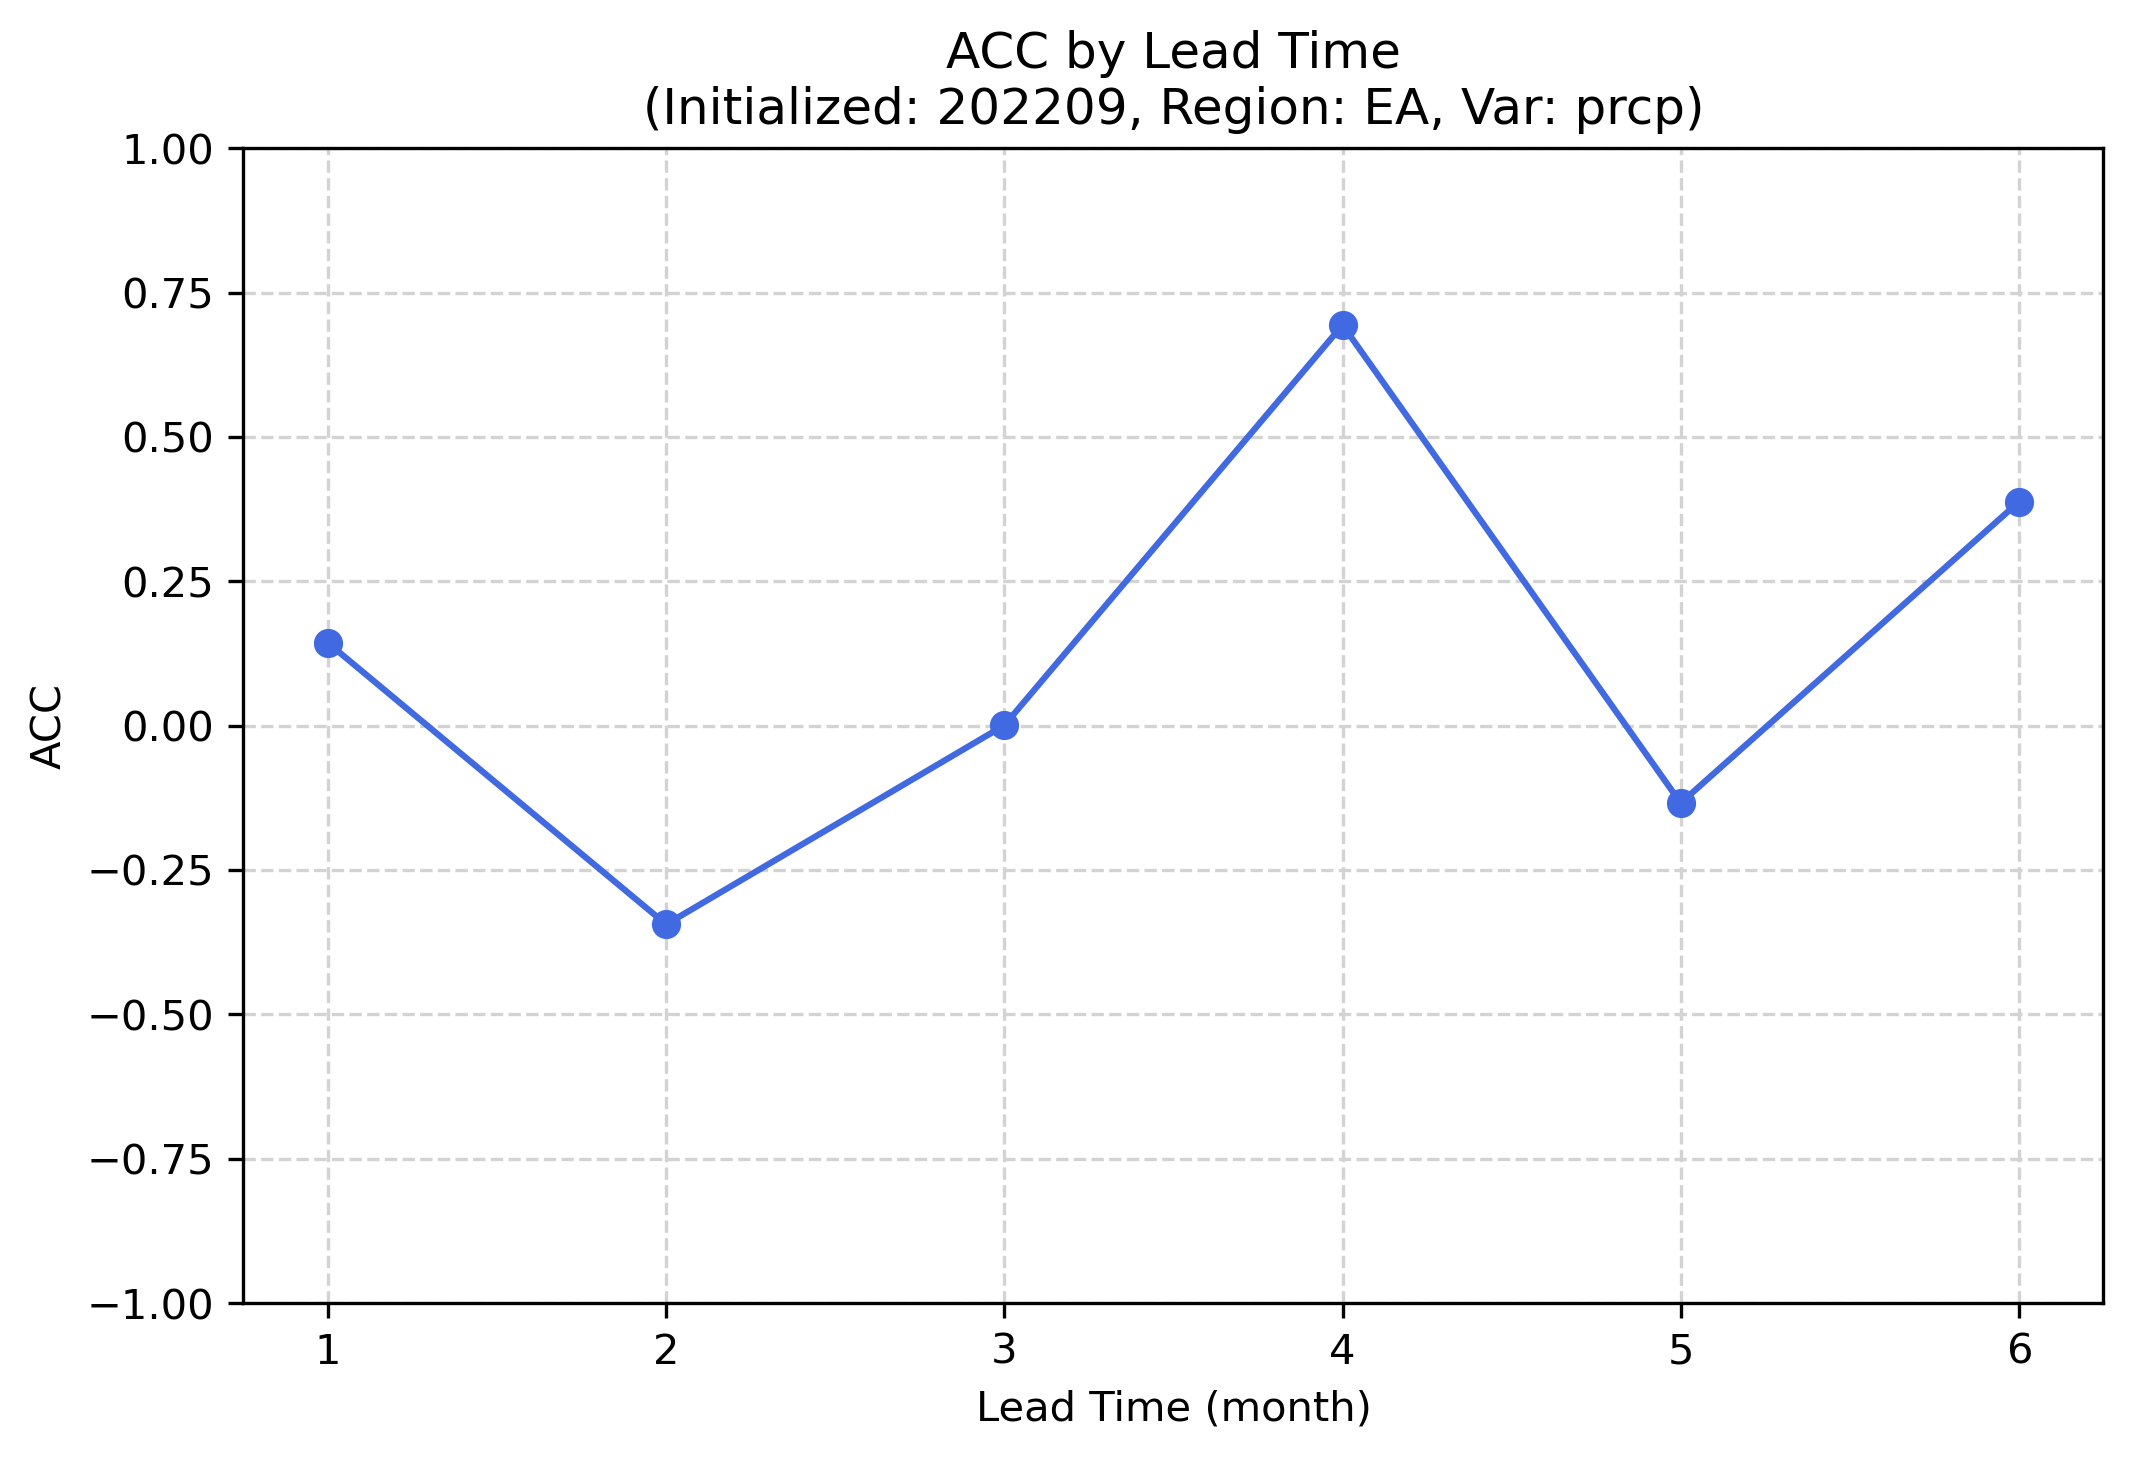 ACC by Lead Time
(Initialized: 202209, Region: EA, Var: prcp)
1.00
0.75
0.50
0.25
0.00
−0.25
−0.50
−0.75
−1.00
ACC
1 2 3 4 5 6
Lead Time (month)